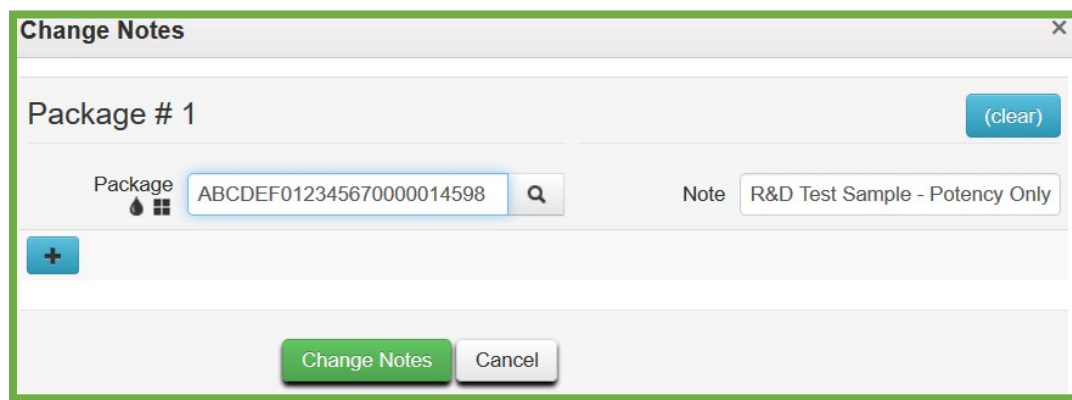 Change Notes ×
Package # 1 (clear)
Package ABCDEF012345670000014598 Note R&D Test Sample - Potency Only
+
Change Notes Cancel